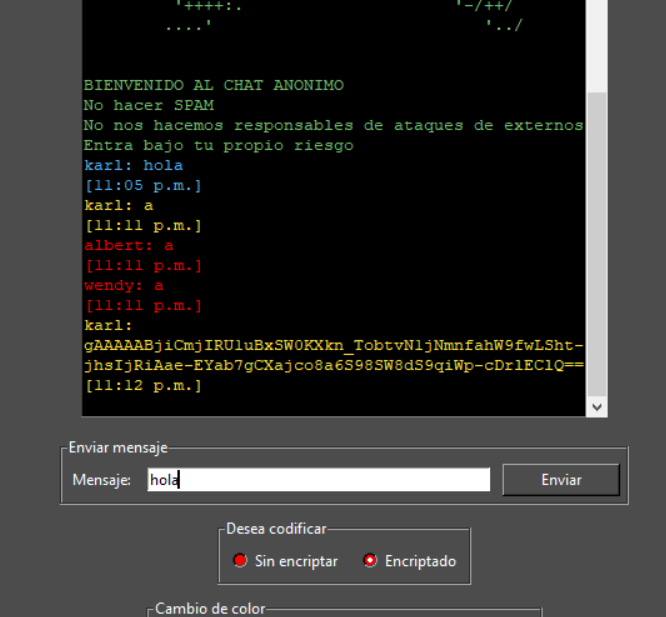 '++++:.                    '-/++/
....'                          '../
BIENVENIDO AL CHAT ANONIMO
No hacer SPAM
No nos hacemos responsables de ataques de externos
Entra bajo tu propio riesgo
karl: hola
[11:05 p.m.]
karl: a
[11:11 p.m.]
albert: a
[11:11 p.m.]
wendy: a
[11:11 p.m.]
karl:
gAAAAABjiCmjIRU1uBxSW0KXkn_TobtvN1jNmnfahW9fwLSht-
jhsIjRiAae-EYab7gCXajco8a6S98SW8dS9qiWp-cDrlEClQ==
[11:12 p.m.]
Enviar mensaje
Mensaje: hola Enviar
Desea codificar
Sin encriptar Encriptado
Cambio de color